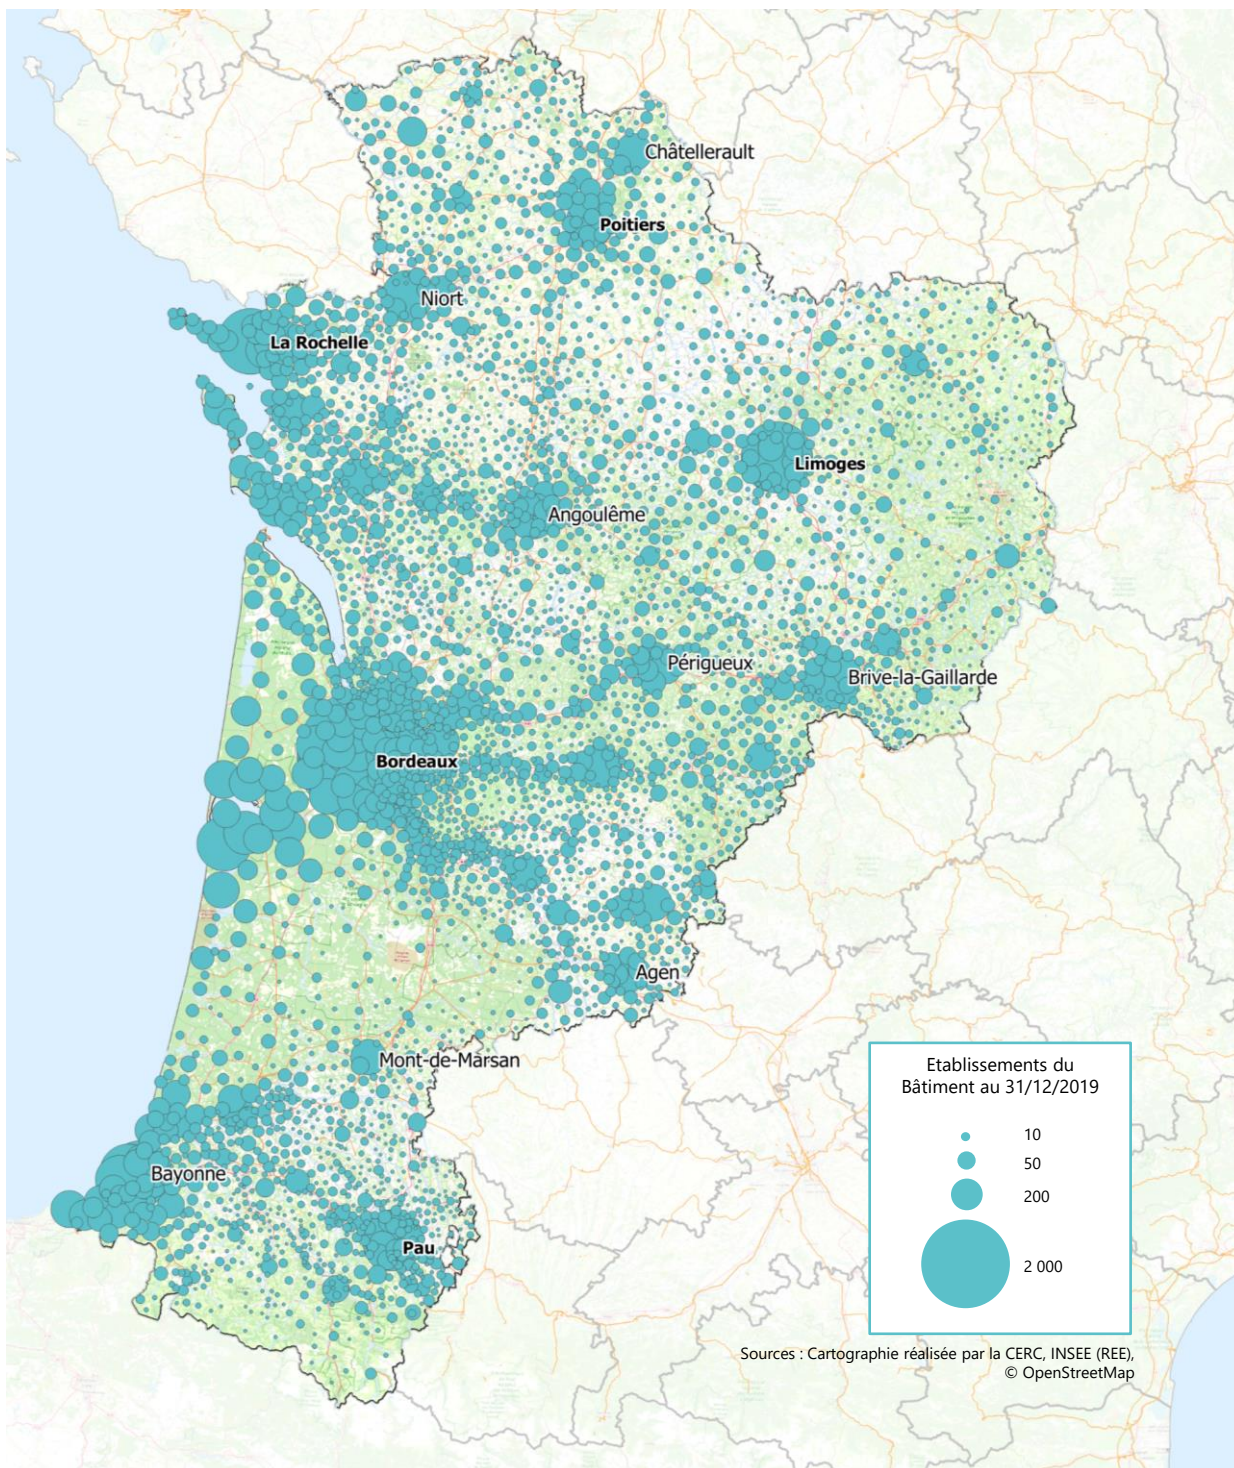 Châtellerault
Poitiers
Niort
La Rochelle
Limoges
Angoulême
Périgueux
Brive-la-Gaillarde
Bordeaux
Agen
Mont-de-Marsan
Bayonne
Pau
Etablissements du
Bâtiment au 31/12/2019
10
50
200
2 000
Sources : Cartographie réalisée par la CERC, INSEE (REE),
© OpenStreetMap